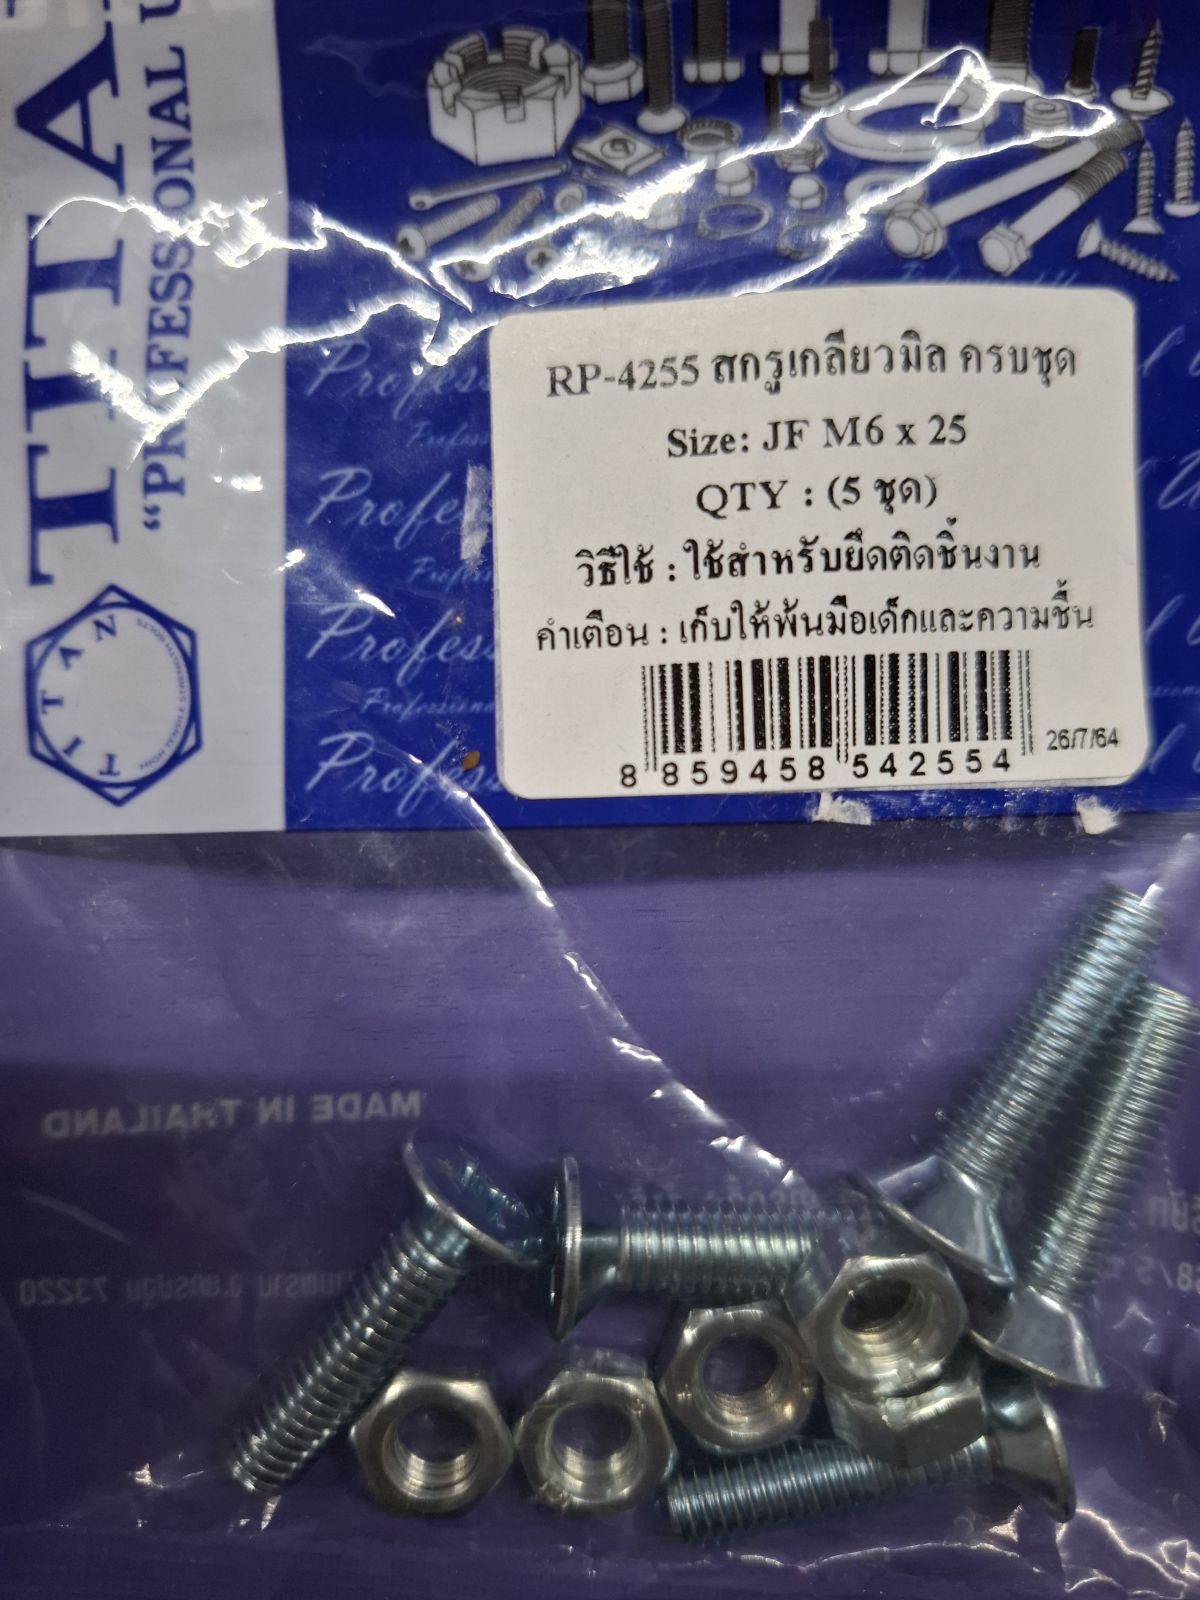 TITA
"PROFESSIONAL U
TITAN
RP-4255 สกรูเกลียวมิล ครบชุด
Size: JF M6 x 25
QTY : (5 ชุด)
วิธีใช้ : ใช้สำหรับยึดติดชิ้นงาน
คำเตือน : เก็บให้พ้นมือเด็กและความชื้น
8 859458 542554
26/7/64
Professional
MADE IN THAILAND
73220